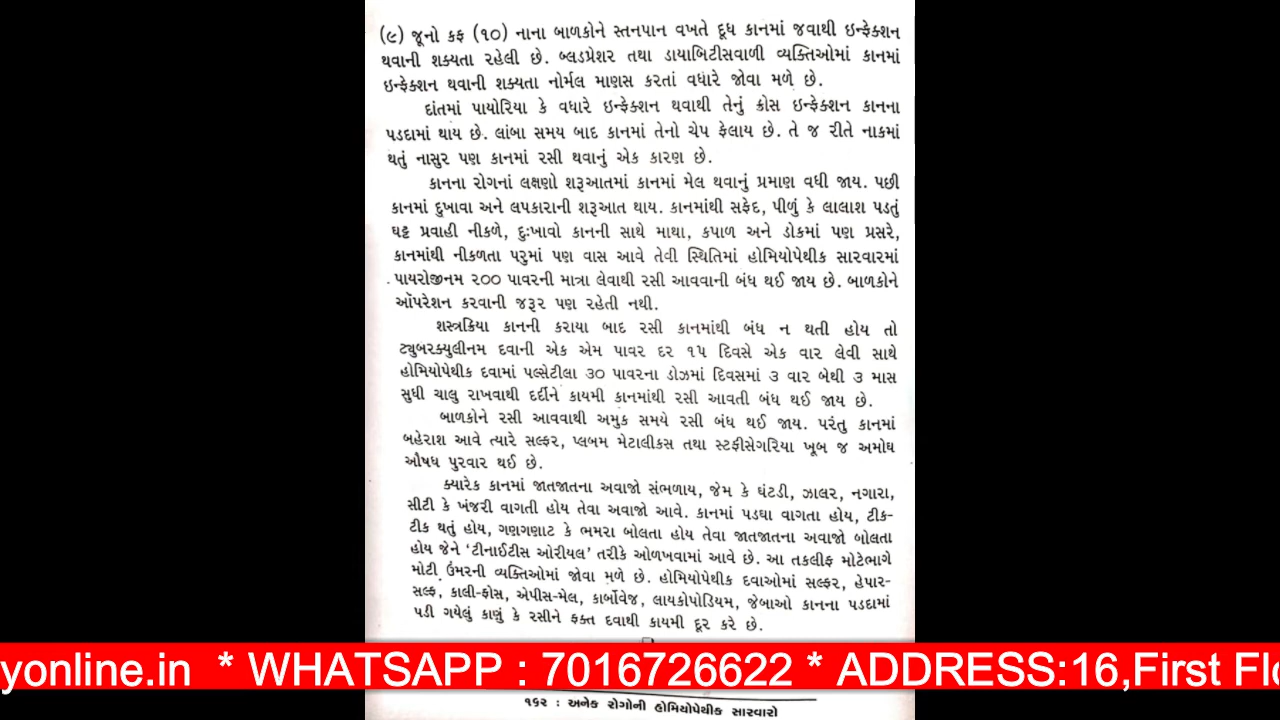 (૯) જૂનો કફ (૧૦) નાના બાળકોને સ્તનપાન વખતે દૂધ કાનમાં જવાથી ઇન્ફેક્શન
થવાની શક્યતા રહેલી છે. બ્લડપ્રેશર તથા ડાયાબિટીસવાળી વ્યક્તિઓમાં કાનમાં
ઇન્ફેક્શન થવાની શક્યતા નોર્મલ માણસ કરતાં વધારે જોવા મળે છે.
દાંતમાં પાયોરિયા કે વધારે ઇન્ફેક્શન થવાથી તેનું ક્રોસ ઇન્ફેક્શન કાનના
પડદામાં થાય છે. લાંબા સમય બાદ કાનમાં તેનો ચેપ ફેલાય છે. તે જ રીતે નાકમાં
થતું નાસુર પણ કાનમાં રસી થવાનું એક કારણ છે.
કાનના રોગનાં લક્ષણો શરૂઆતમાં કાનમાં મેલ થવાનું પ્રમાણ વધી જાય. પછી
કાનમાં દુખાવા અને લપકારાની શરૂઆત થાય. કાનમાંથી સફેદ, પીળું કે લાલાશ પડતું
ઘટ્ટ પ્રવાહી નીકળે, દુઃખાવો કાનની સાથે માથા, કપાળ અને ડોકમાં પણ પ્રસરે,
કાનમાંથી નીકળતા પરુમાં પણ વાસ આવે તેવી સ્થિતિમાં હોમિયોપેથીક સારવારમાં
પાયરોજીનમ ૨૦૦ પાવરની માત્રા લેવાથી રસી આવવાની બંધ થઈ જાય છે. બાળકોને
ઑપરેશન કરવાની જરૂર પણ રહેતી નથી.
શસ્ત્રક્રિયા કાનની કરાયા બાદ રસી કાનમાંથી બંધ ન થતી હોય તો
ટ્યુબરક્યુલીનમ દવાની એક એમ પાવર દર ૧૫ દિવસે એક વાર લેવી સાથે
હોમિયોપેથીક દવામાં પલ્સેટીલા ૩૦ પાવરના ડોઝમાં દિવસમાં ૩ વાર બેથી ૩ માસ
સુધી ચાલુ રાખવાથી દર્દીને કાયમી કાનમાંથી રસી આવતી બંધ થઈ જાય છે.
બાળકોને રસી આવવાથી અમુક સમયે રસી બંધ થઈ જાય. પરંતુ કાનમાં
બહેરાશ આવે ત્યારે સલ્ફર, પ્લબમ મેટાલીકસ તથા સ્ટફીસેગરિયા ખૂબ જ અમોઘ
ઔષધ પુરવાર થઈ છે.
ક્યારેક કાનમાં જાતજાતના અવાજો સંભળાય, જેમ કે ઘંટડી, ઝાલર, નગારા,
સીટી કે ખંજરી વાગતી હોય તેવા અવાજો આવે. કાનમાં પડઘા વાગતા હોય, ટીક-
ટીક થતું હોય, ગણગણાટ કે ભમરા બોલતા હોય તેવા જાતજાતના અવાજો બોલતા
હોય જેને ‘ટીનાઈટીસ ઓરીયલ’ તરીકે ઓળખવામાં આવે છે. આ તકલીફ મોટેભાગે
મોટી ઉંમરની વ્યક્તિઓમાં જોવા મળે છે. હોમિયોપેથીક દવાઓમાં સલ્ફર, હેપાર-
સલ્ફ, કાલી-ફોસ, એપીસ-મેલ, કાર્બોવેજ, લાયકોપોડિયમ, જેબાઓ કાનના પડદામાં
પડી ગયેલું કાણું કે રસીને ફક્ત દવાથી કાયમી દૂર કરે છે.
yonline.in * WHATSAPP : 7016726622 * ADDRESS:16,First Flo
૧૬૨ : અનેક રોગોની હોમિયોપેથીક સારવારો